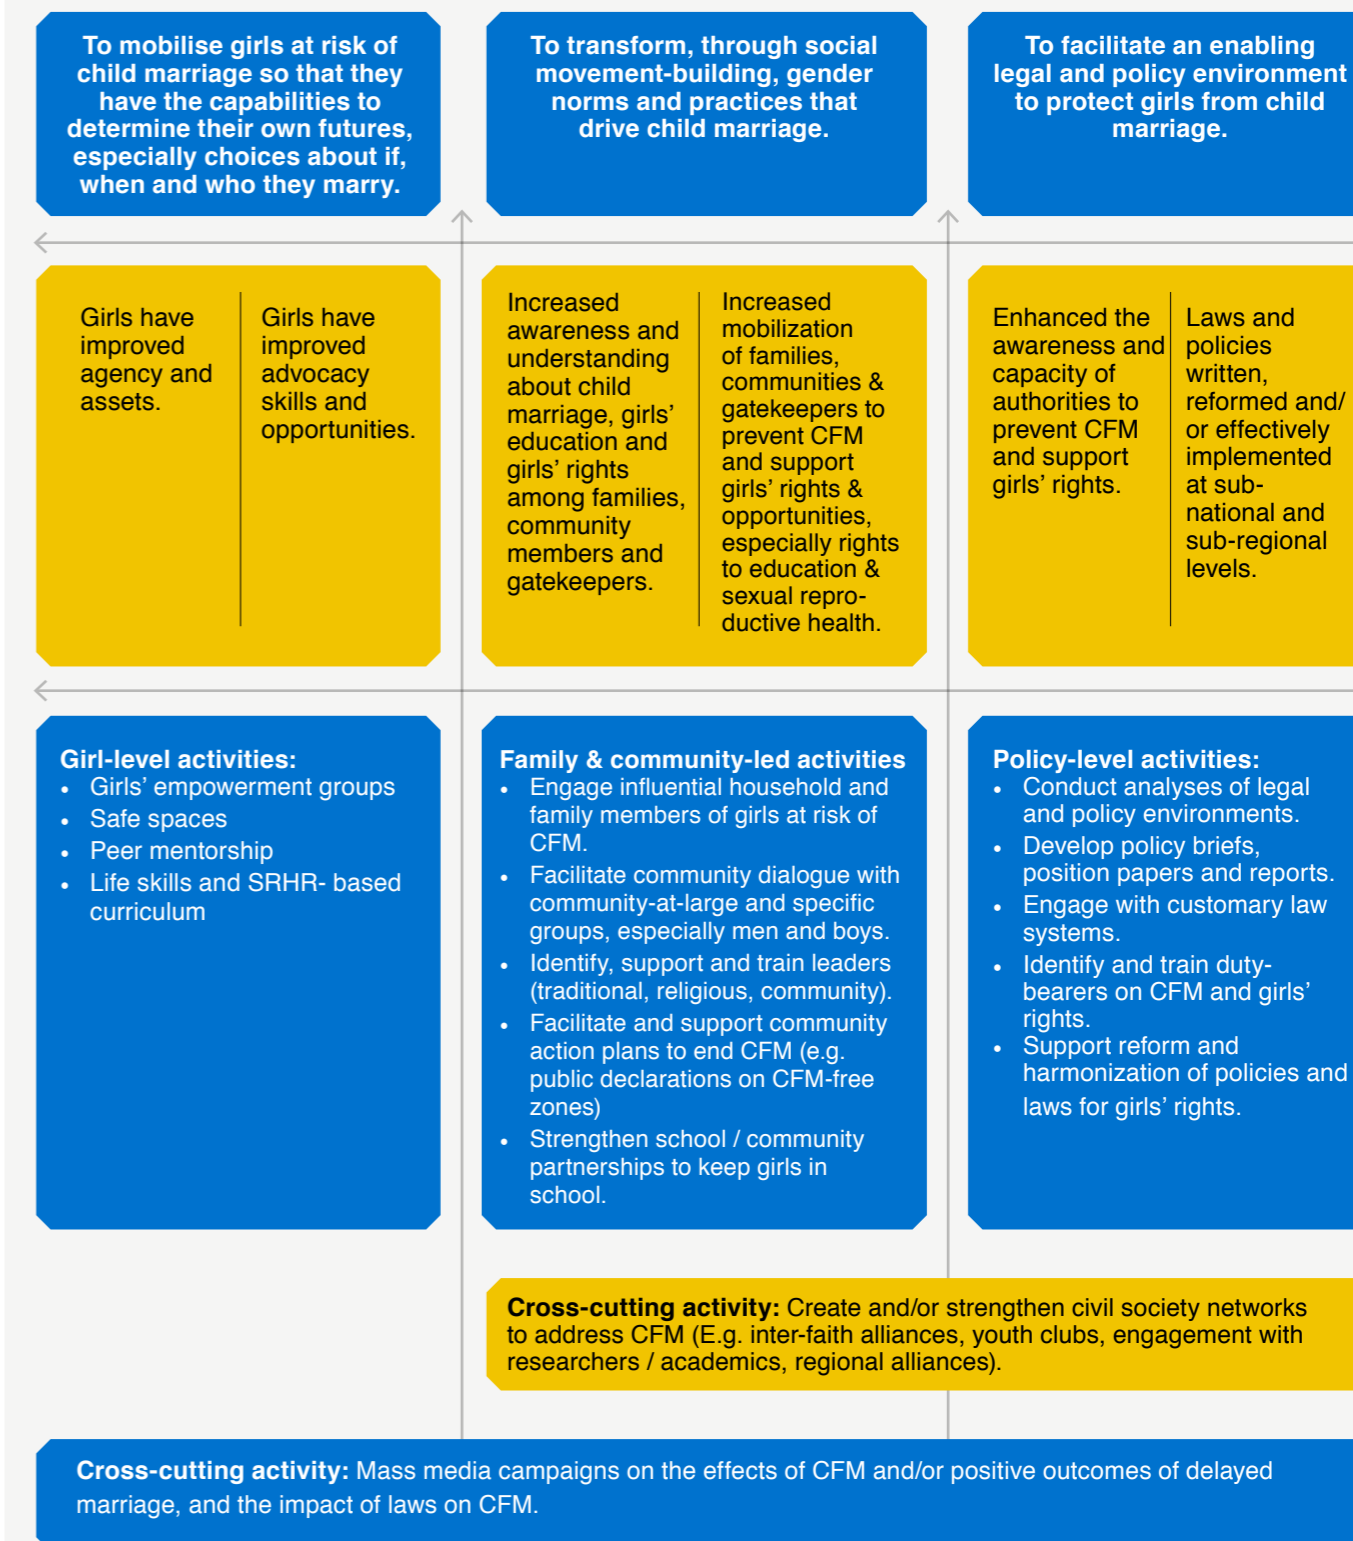 To mobilise girls at risk of
child marriage so that they
have the capabilities to
determine their own futures,
especially choices about if,
when and who they marry.
To transform, through social
movement-building, gender
norms and practices that
drive child marriage.
To facilitate an enabling
legal and policy environment
to protect girls from child
marriage.
Girls have
improved
agency and
assets.
Girls have
improved
advocacy
skills and
opportunities.
Increased
awareness and
understanding
about child
marriage, girls’
education and
girls’ rights
among families,
community
members and
gatekeepers.
Increased
mobilization
of families,
communities &
gatekeepers to
prevent CFM
and support
girls’ rights &
opportunities,
especially rights
to education &
sexual repro-
ductive health.
Enhanced the
awareness and
capacity of
authorities to
prevent CFM
and support
girls’ rights.
Laws and
policies
written,
reformed and/
or effectively
implemented
at sub-
national and
sub-regional
levels.
Girl-level activities:
• Girls’ empowerment groups
• Safe spaces
• Peer mentorship
• Life skills and SRHR- based
curriculum
Family & community-led activities
• Engage influential household and
family members of girls at risk of
CFM.
• Facilitate community dialogue with
community-at-large and specific
groups, especially men and boys.
• Identify, support and train leaders
(traditional, religious, community).
• Facilitate and support community
action plans to end CFM (e.g.
public declarations on CFM-free
zones)
• Strengthen school / community
partnerships to keep girls in
school.
Policy-level activities:
• Conduct analyses of legal
and policy environments.
• Develop policy briefs,
position papers and reports.
• Engage with customary law
systems.
• Identify and train duty-
bearers on CFM and girls’
rights.
• Support reform and
harmonization of policies and
laws for girls’ rights.
Cross-cutting activity: Create and/or strengthen civil society networks
to address CFM (E.g. inter-faith alliances, youth clubs, engagement with
researchers / academics, regional alliances).
Cross-cutting activity: Mass media campaigns on the effects of CFM and/or positive outcomes of delayed
marriage, and the impact of laws on CFM.